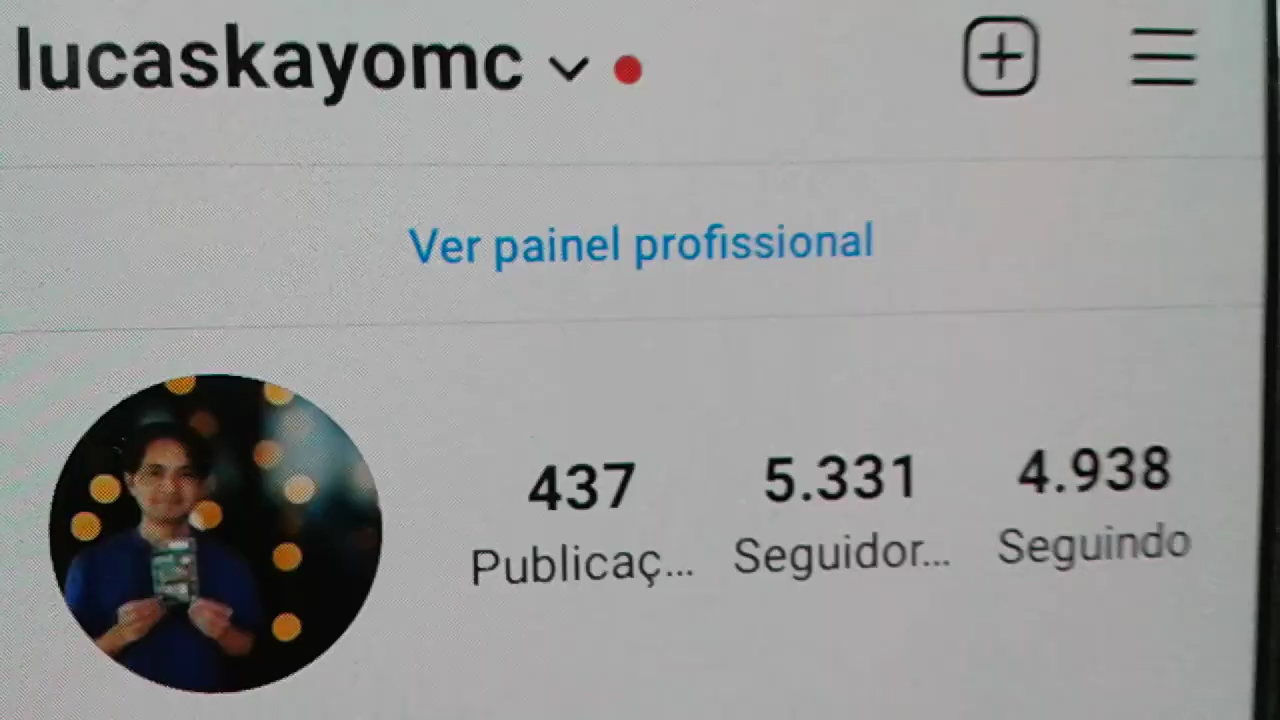 lucaskayomc
Ver painel profissional
437 5.331 4.938
Publicaç... Seguidor... Seguindo